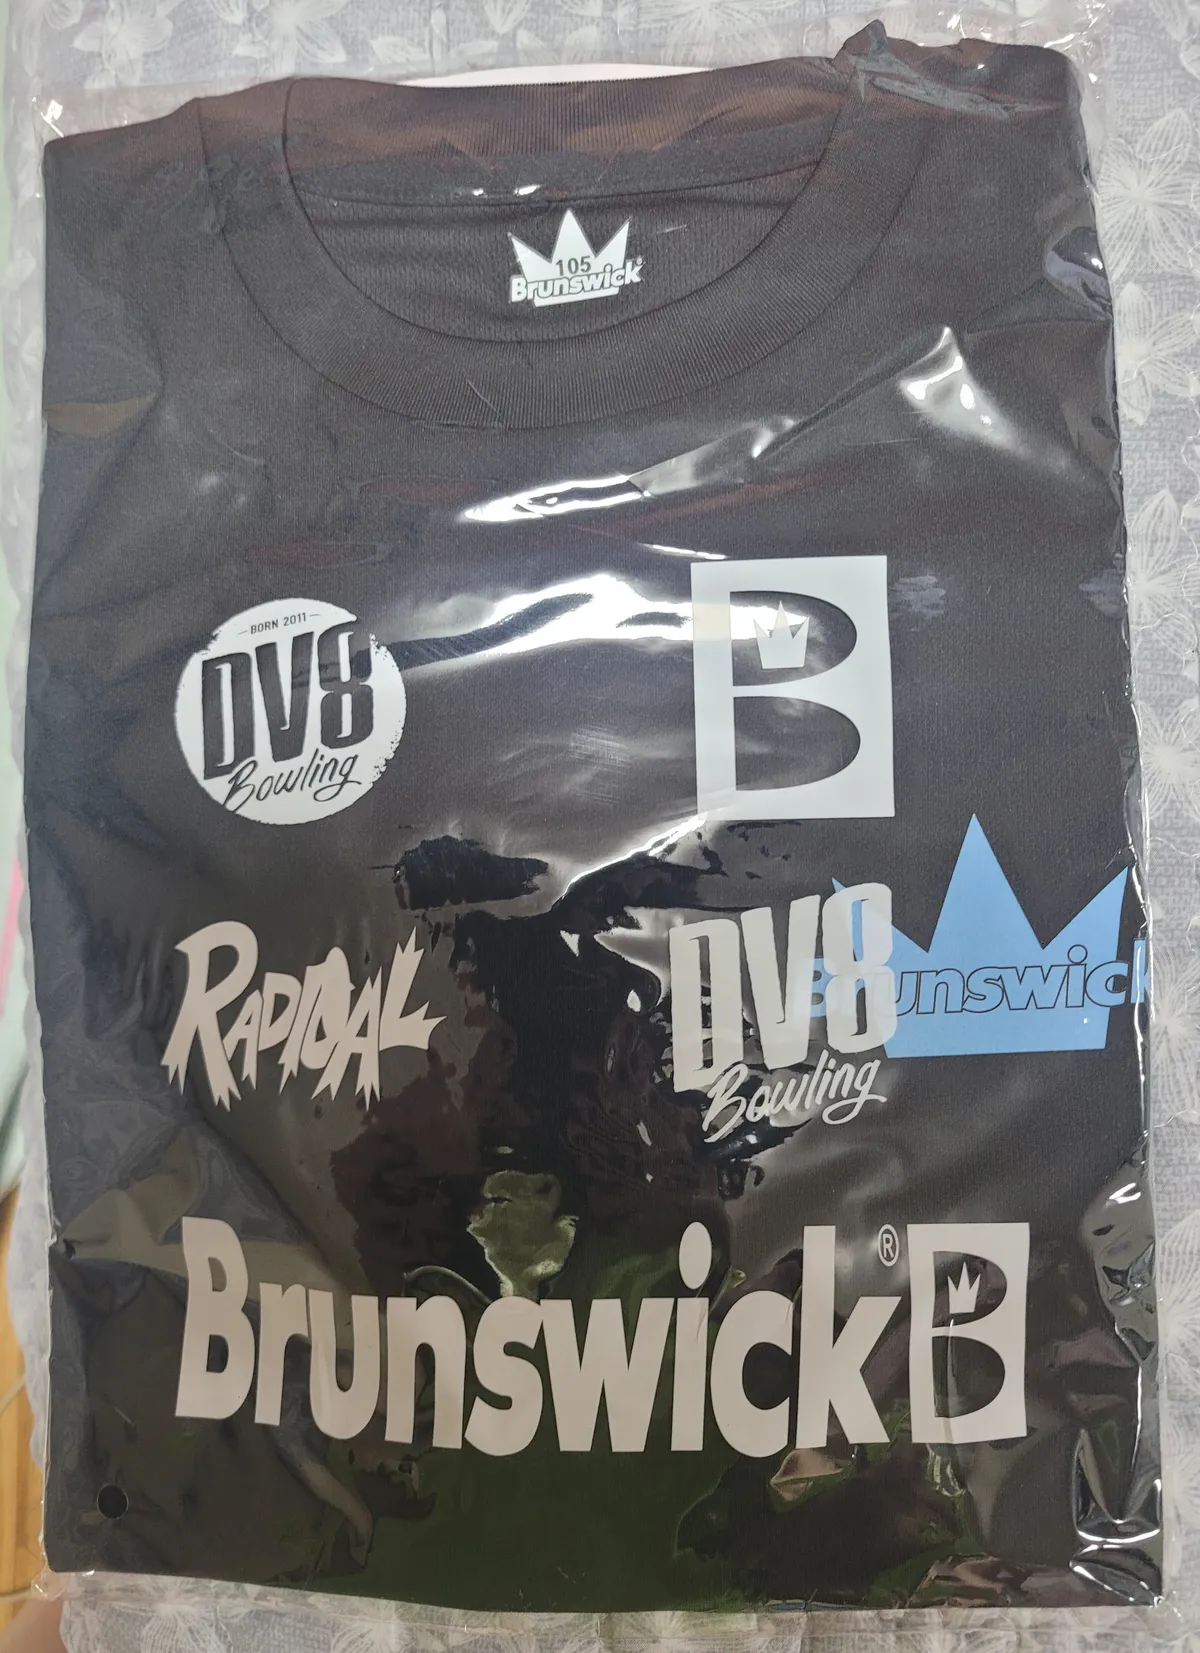 105
Brunswick®
BORN 2011
DV8
Bowling
B
RADICAL
DV8
Bowling
Brunswick
Brunswick®
B